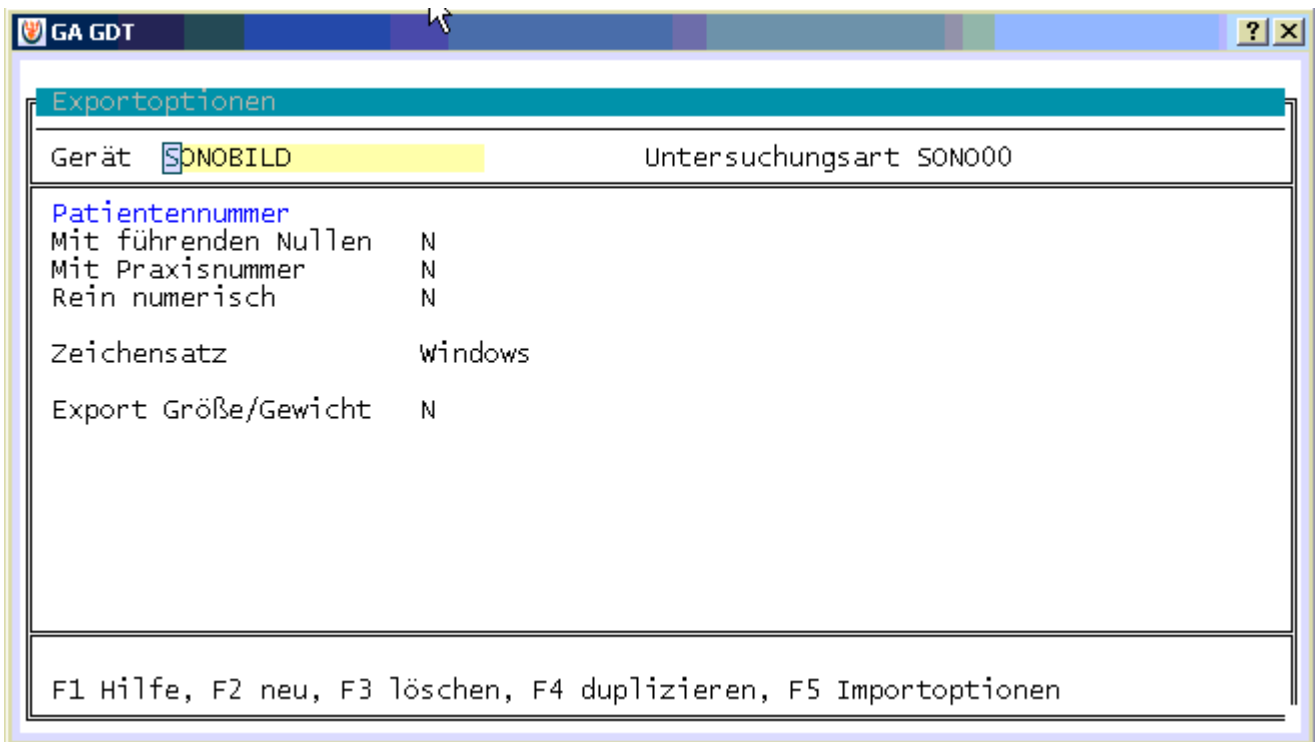 GA GDT
Exportoptionen
Gerät SONOBILD Untersuchungsart SONO00
Patientennummer
Mit führenden Nullen N
Mit Praxisnummer N
Rein numerisch N
Zeichensatz Windows
Export Größe/Gewicht N
F1 Hilfe, F2 neu, F3 löschen, F4 duplizieren, F5 Importoptionen